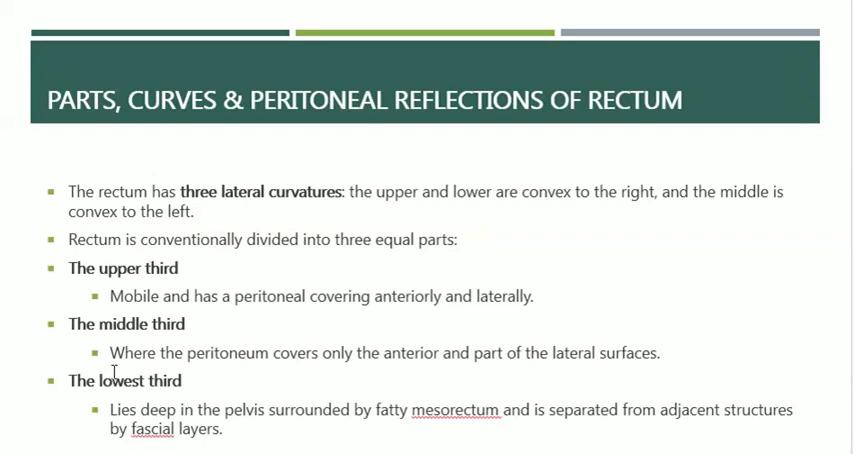 PARTS, CURVES & PERITONEAL REFLECTIONS OF RECTUM
The rectum has three lateral curvatures: the upper and lower are convex to the right, and the middle is
convex to the left.
Rectum is conventionally divided into three equal parts:
The upper third
Mobile and has a peritoneal covering anteriorly and laterally.
The middle third
Where the peritoneum covers only the anterior and part of the lateral surfaces.
The lowest third
Lies deep in the pelvis surrounded by fatty mesorectum and is separated from adjacent structures
by fascial layers.